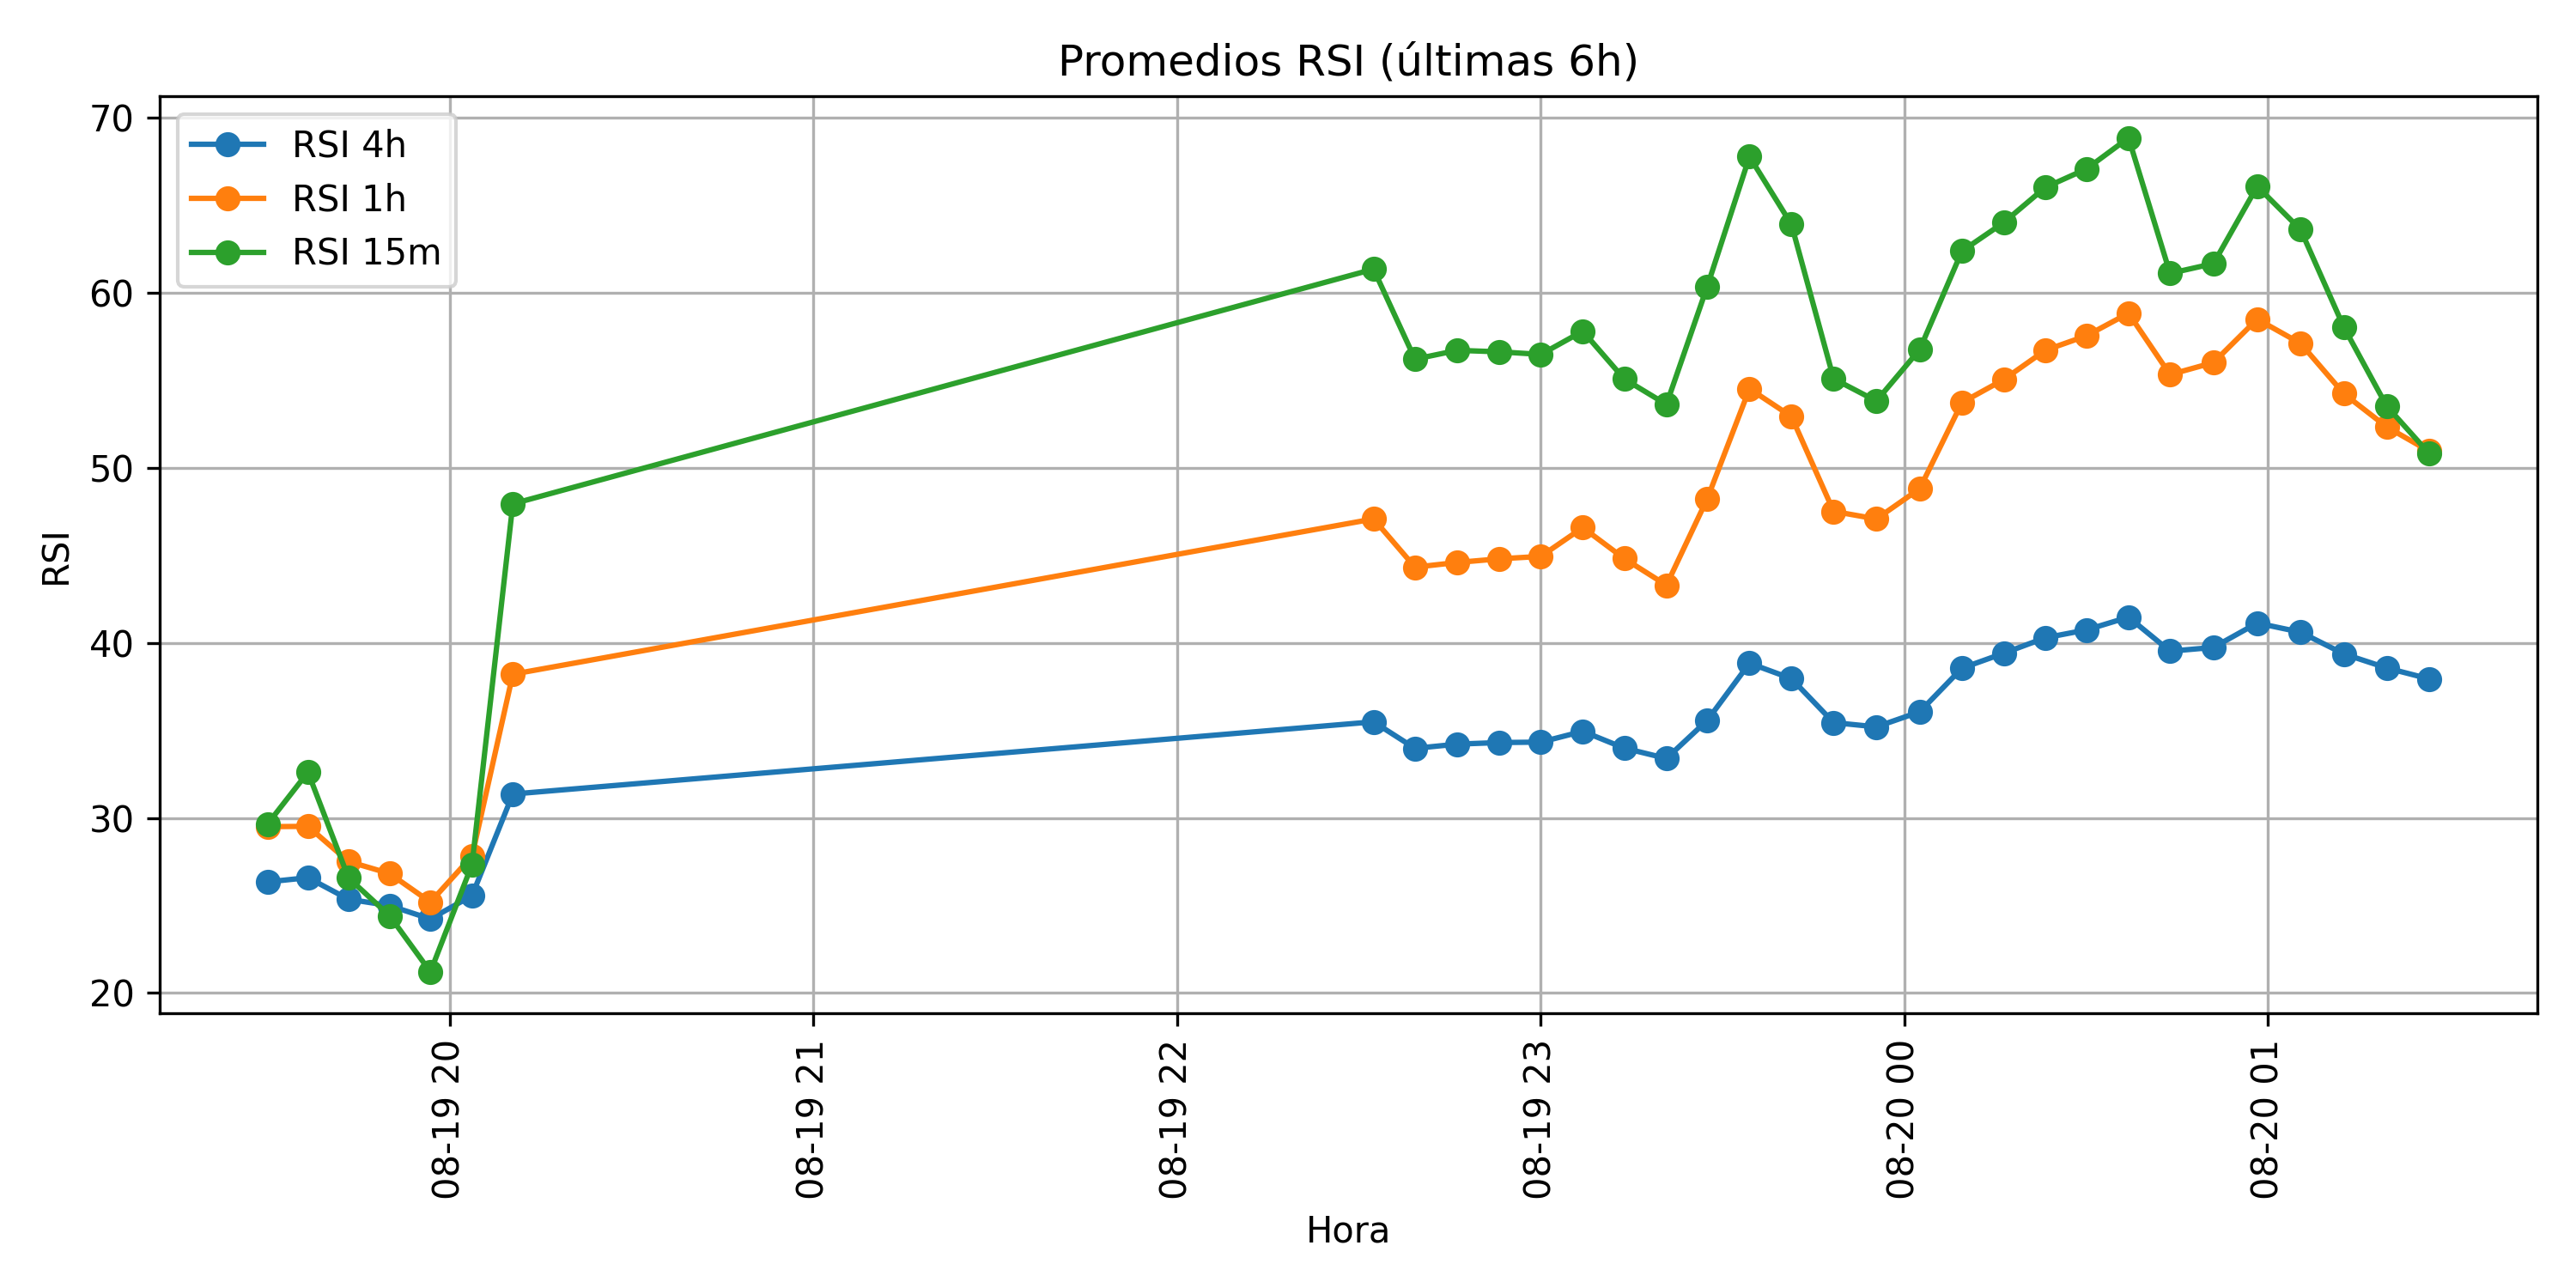 Promedios RSI (últimas 6h)
RSI 4h
RSI 1h
RSI 15m
70
60
50
40
30
20
RSI
08-19 20
08-19 21
08-19 22
08-19 23
08-20 00
08-20 01
Hora